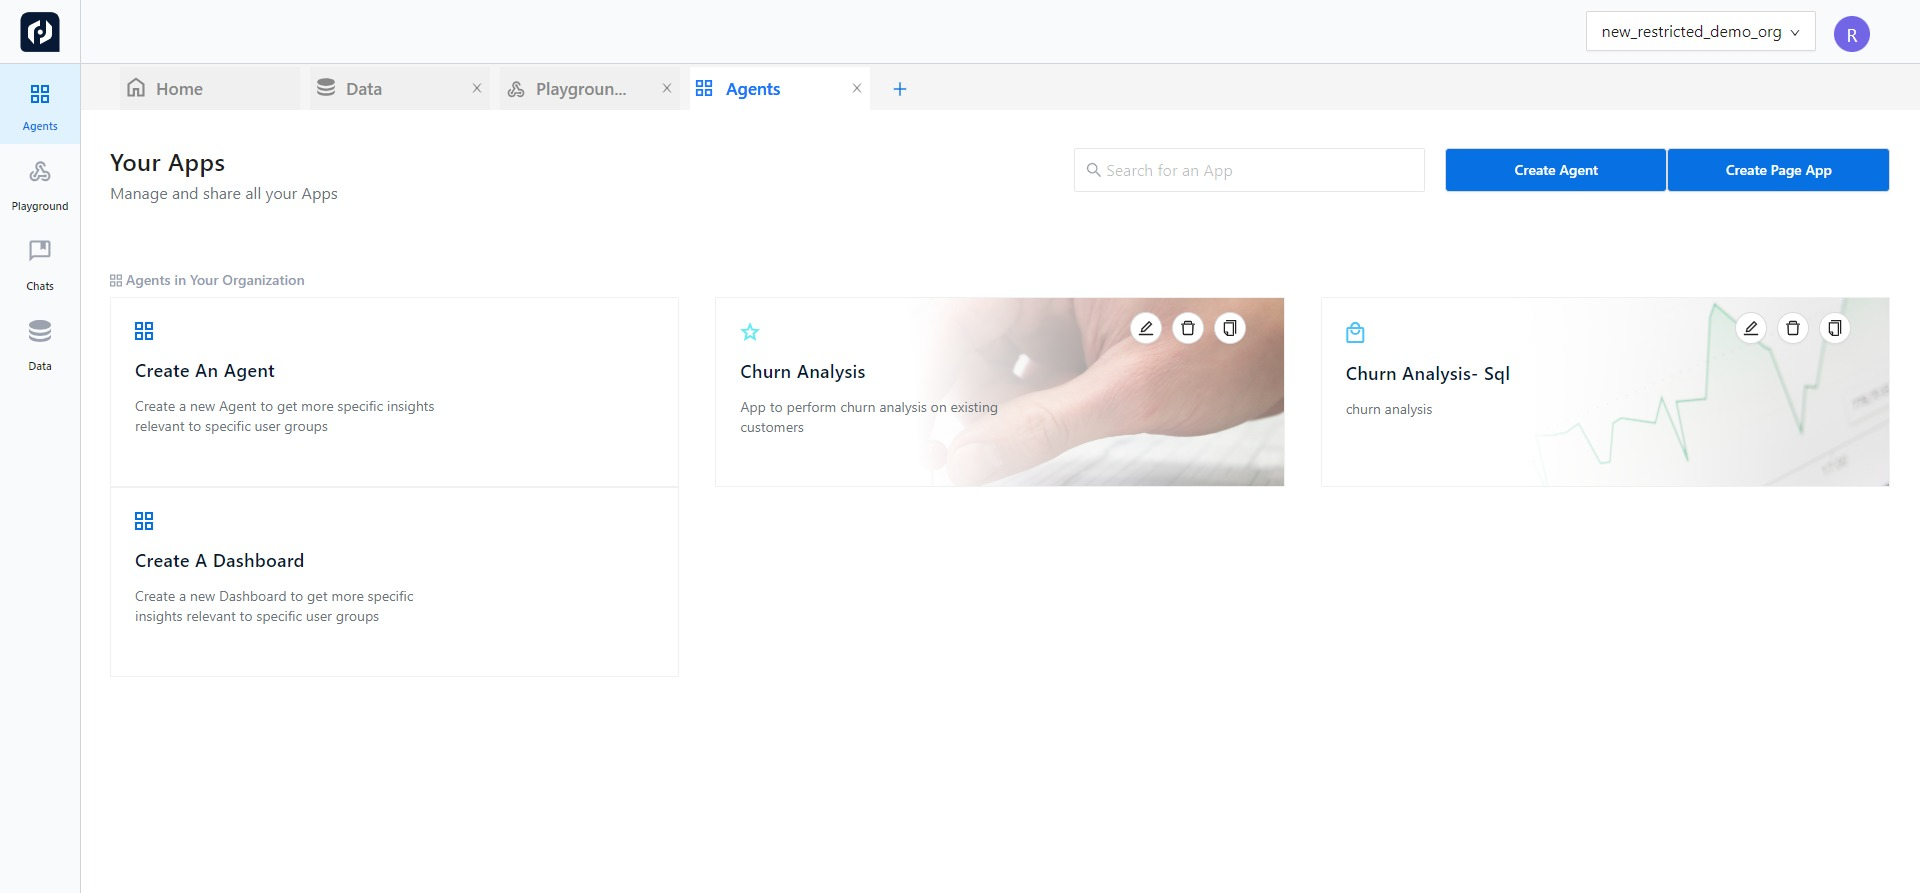 new_restricted_demo_org
R
Home
Data
Playgroun...
Agents
Agents
Playground
Chats
Data
Your Apps
Manage and share all your Apps
Search for an App
Create Agent
Create Page App
Agents in Your Organization
Create An Agent
Create a new Agent to get more specific insights
relevant to specific user groups
Churn Analysis
App to perform churn analysis on existing
customers
Churn Analysis- Sql
churn analysis
Create A Dashboard
Create a new Dashboard to get more specific
insights relevant to specific user groups